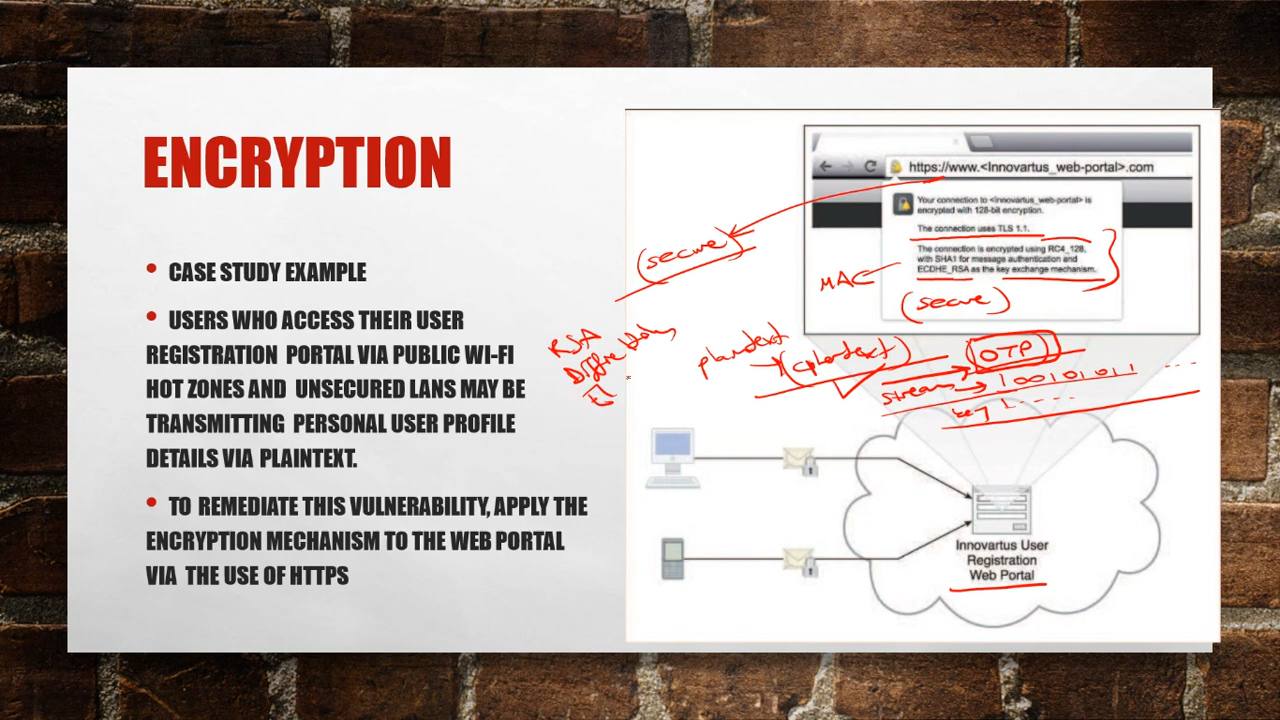 ENCRYPTION
• CASE STUDY EXAMPLE
• USERS WHO ACCESS THEIR USER
REGISTRATION PORTAL VIA PUBLIC WI-FI
HOT ZONES AND UNSECURED LANS MAY BE
TRANSMITTING PERSONAL USER PROFILE
DETAILS VIA PLAINTEXT.
• TO REMEDIATE THIS VULNERABILITY, APPLY THE
ENCRYPTION MECHANISM TO THE WEB PORTAL
VIA THE USE OF HTTPS
https://www.<Innovartus_web-portal>.com
Your connection to <innovartus_web-portal> is
encrypted with 128-bit encryption.
The connection uses TLS 1.1.
The connection is encrypted using RC4_128,
with SHA1 for message authentication and
ECDHE_RSA as the key exchange mechanism.
(secure)
MAC
(secure)
RSA
Diffie
plaintext
(ciphertext)
OTP
stream 100101011 ...
key 1 ....
Innovartus User
Registration
Web Portal